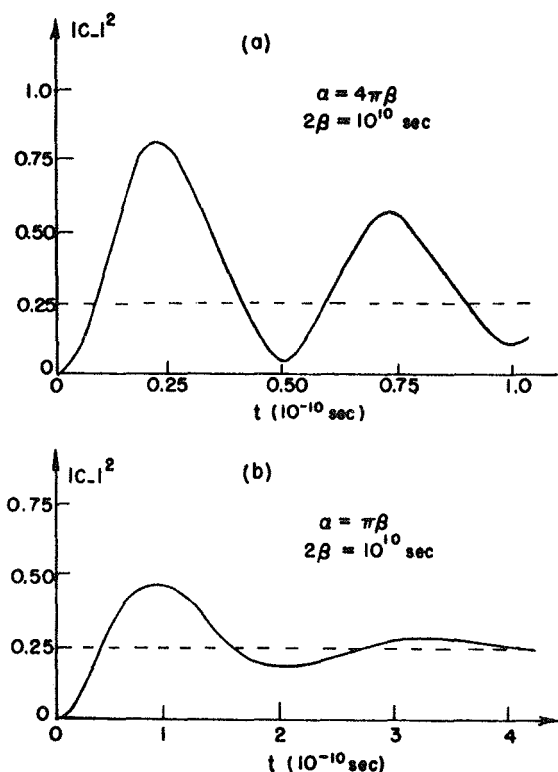 |C_|²
(a)
α = 4πβ
2β = 10¹⁰ sec
1.0
0.75
0.50
0.25
0
0 0.25 0.50 0.75 1.0
t (10⁻¹⁰ sec)
|C_|²
(b)
α = πβ
2β = 10¹⁰ sec
0.75
0.50
0.25
0
0 1 2 3 4
t (10⁻¹⁰ sec)